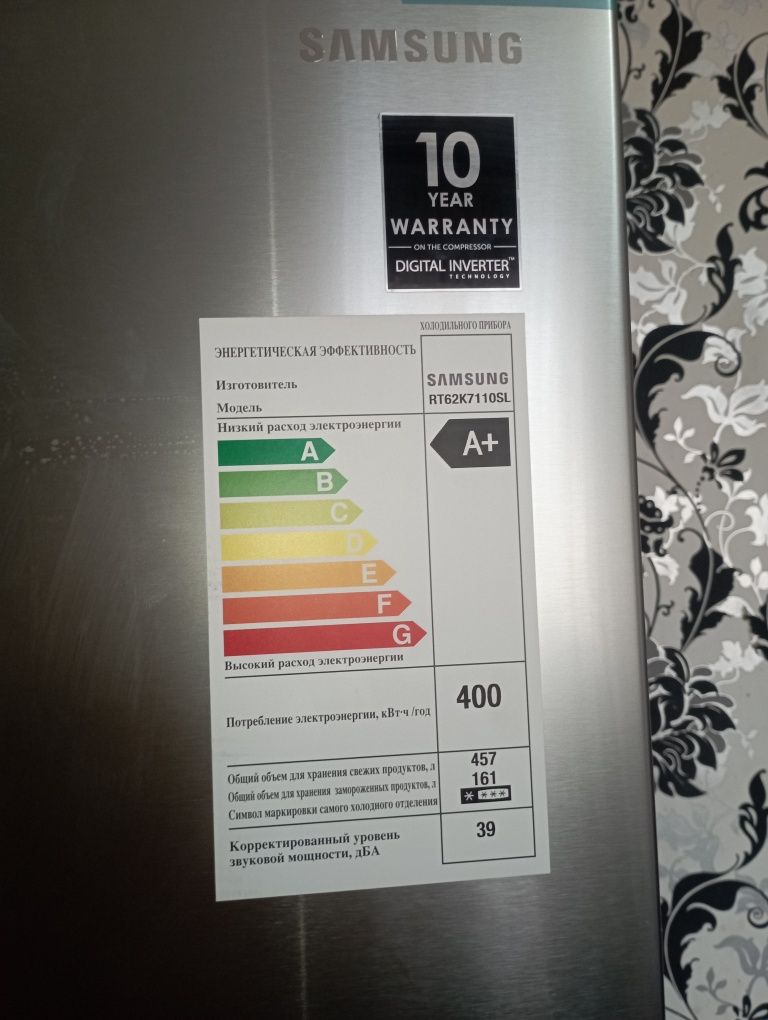 SAMSUNG
10
YEAR
WARRANTY
ON THE COMPRESSOR
DIGITAL INVERTER™
TECHNOLOGY
ХОЛОДИЛЬНОГО ПРИБОРА
ЭНЕРГЕТИЧЕСКАЯ ЭФФЕКТИВНОСТЬ
Изготовитель SAMSUNG
Модель RT62K7110SL
Низкий расход электроэнергии
A A+
B
C
D
E
F
G
Высокий расход электроэнергии
Потребление электроэнергии, кВт·ч /год 400
Общий объем для хранения свежих продуктов, л 457
Общий объем для хранения замороженных продуктов, л 161
Символ маркировки самого холодного отделения * ***
Корректированный уровень 39
звуковой мощности, дБА